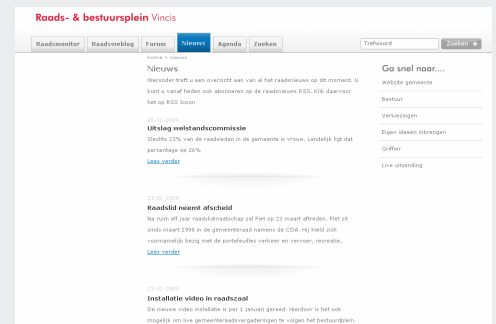 Raads- & bestuursplein Vincis
Raadsmonitor Raadsweblog Forum Nieuws Agenda Zoeken
Trefwoord Zoeken
home > nieuws
Nieuws
Hieronder treft u een overzicht aan van al het raadsnieuws op dit moment. U
kunt u vanaf heden ook abonneren op de raadsnieuws RSS. Klik daarvoor
het op RSS Icoon
25-01-2009
Uitslag welstandscommissie
Slechts 23% van de raadsleden in de gemeente is vrouw. Landelijk ligt dat
percentage op 26%.
Lees verder
23-01-2009
Raadslid neemt afscheid
Na ruim elf jaar raadslidmaatschap zal Piet op 23 maart aftreden. Piet zit
sinds maart 1998 in de gemeenteraad namens de CDA. Hij hield zich
voornamelijk bezig met de portefeuilles verkeer en vervoer, recreatie,
Lees verder
23-01-2009
Installatie video in raadszaal
De nieuwe video installatie is per 1 januari gereed. Hierdoor is het ook
mogelijk om live gemeenteraadsvergaderingen te volgen het bestuurdplein.
Ga snel naar....
Website gemeente
Bestuur
Verkiezingen
Eigen ideeën inbrengen
Griffier
Live uitzending